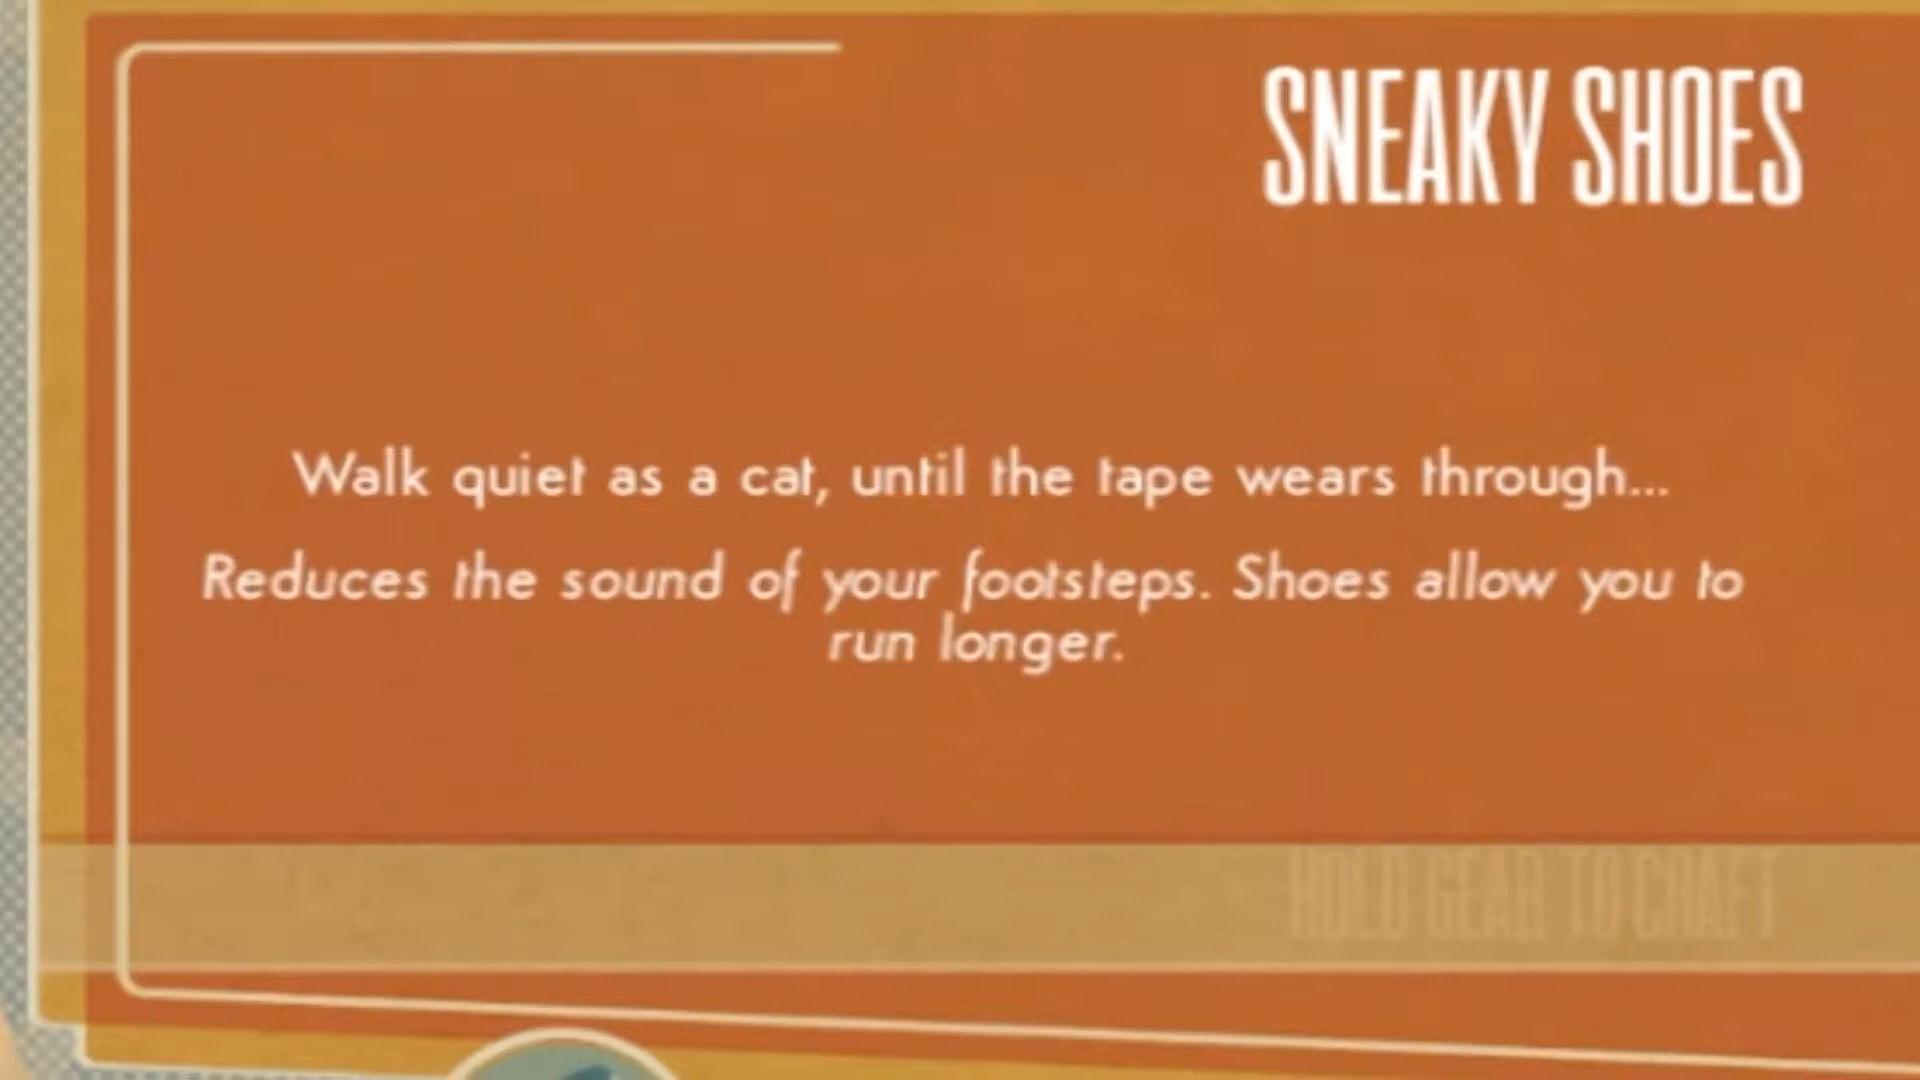 SNEAKY SHOES
Walk quiet as a cat, until the tape wears through...
Reduces the sound of your footsteps. Shoes allow you to
run longer.
HOLD GEAR TO CRAFT